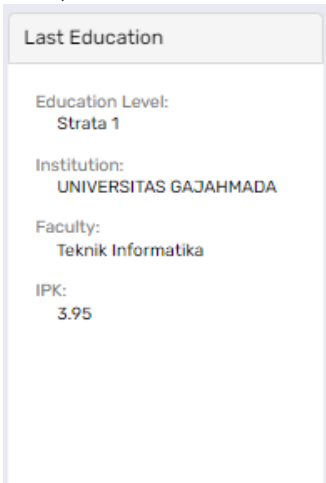 Last Education
Education Level:
Strata 1
Institution:
UNIVERSITAS GAJAHMADA
Faculty:
Teknik Informatika
IPK:
3.95